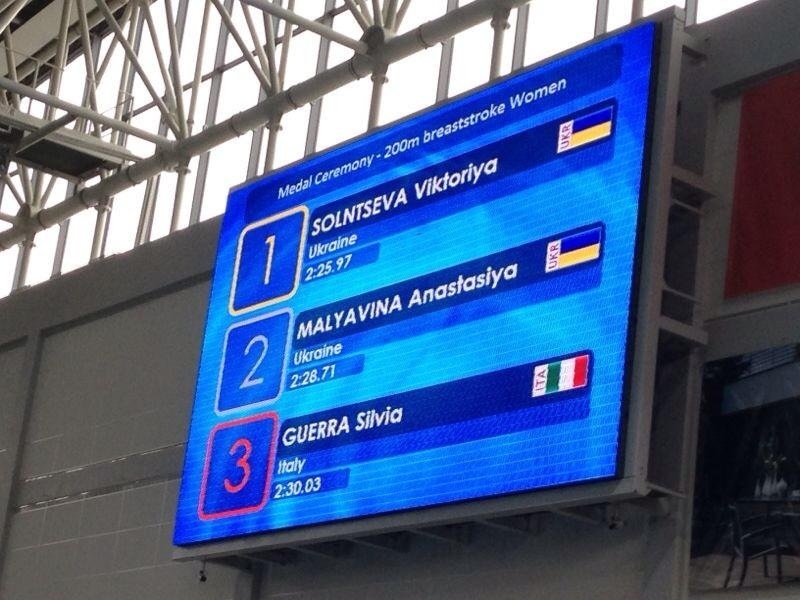 Medal Ceremony - 200m breaststroke Women
1 SOLNTSEVA Viktoriya UKR
Ukraine
2:25.97
2 MALYAVINA Anastasiya UKR
Ukraine
2:28.71
3 GUERRA Silvia ITA
Italy
2:30.03